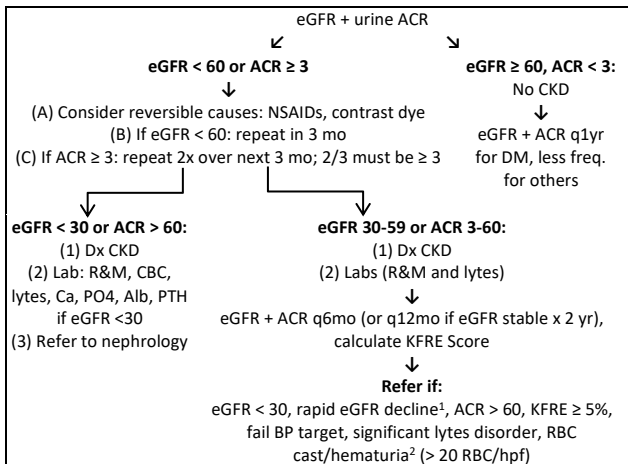 eGFR + urine ACR
eGFR < 60 or ACR ≥ 3
(A) Consider reversible causes: NSAIDs, contrast dye
(B) If eGFR < 60: repeat in 3 mo
(C) If ACR ≥ 3: repeat 2x over next 3 mo; 2/3 must be ≥ 3
eGFR ≥ 60, ACR < 3:
No CKD
eGFR + ACR q1yr
for DM, less freq.
for others
eGFR < 30 or ACR > 60:
(1) Dx CKD
(2) Lab: R&M, CBC,
lytes, Ca, PO4, Alb, PTH
if eGFR <30
(3) Refer to nephrology
eGFR 30-59 or ACR 3-60:
(1) Dx CKD
(2) Labs (R&M and lytes)
eGFR + ACR q6mo (or q12mo if eGFR stable x 2 yr),
calculate KFRE Score
Refer if:
eGFR < 30, rapid eGFR decline¹, ACR > 60, KFRE ≥ 5%,
fail BP target, significant lytes disorder, RBC
cast/hematuria² (> 20 RBC/hpf)